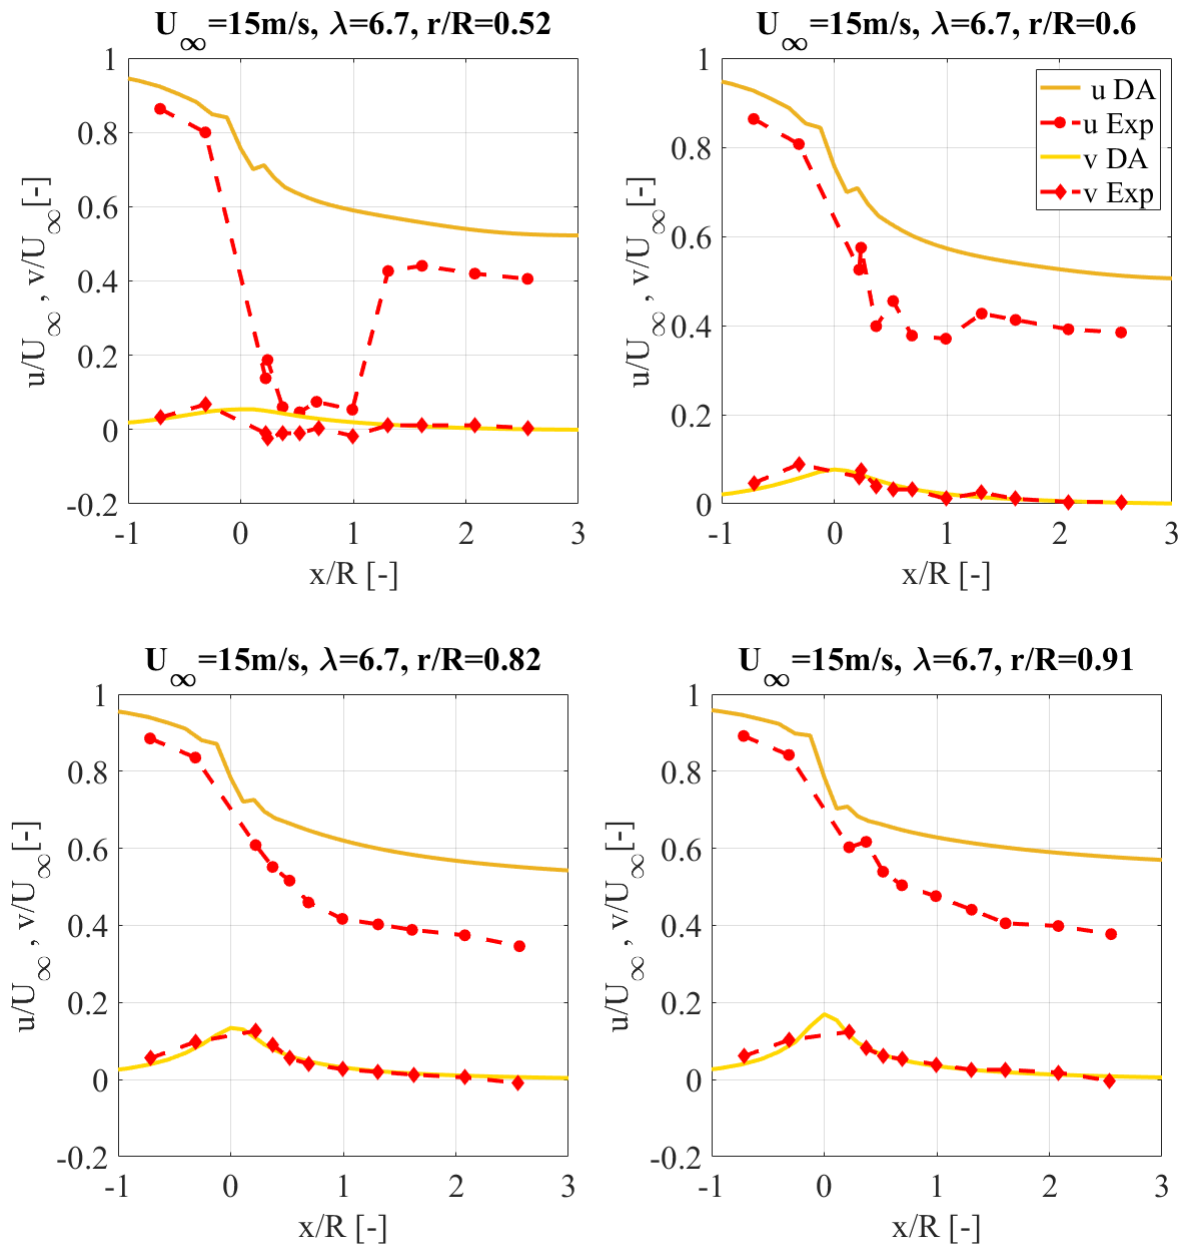 U∞=15m/s, λ=6.7, r/R=0.52
1
0.8
0.6
0.4
0.2
0
-0.2
-1 0 1 2 3
u/U∞ , v/U∞[-]
x/R [-]
U∞=15m/s, λ=6.7, r/R=0.6
u DA
u Exp
v DA
v Exp
1
0.8
0.6
0.4
0.2
0
-1 0 1 2 3
u/U∞ , v/U∞[-]
x/R [-]
U∞=15m/s, λ=6.7, r/R=0.82
1
0.8
0.6
0.4
0.2
0
-0.2
-1 0 1 2 3
u/U∞ , v/U∞[-]
x/R [-]
U∞=15m/s, λ=6.7, r/R=0.91
1
0.8
0.6
0.4
0.2
0
-0.2
-1 0 1 2 3
u/U∞ , v/U∞[-]
x/R [-]